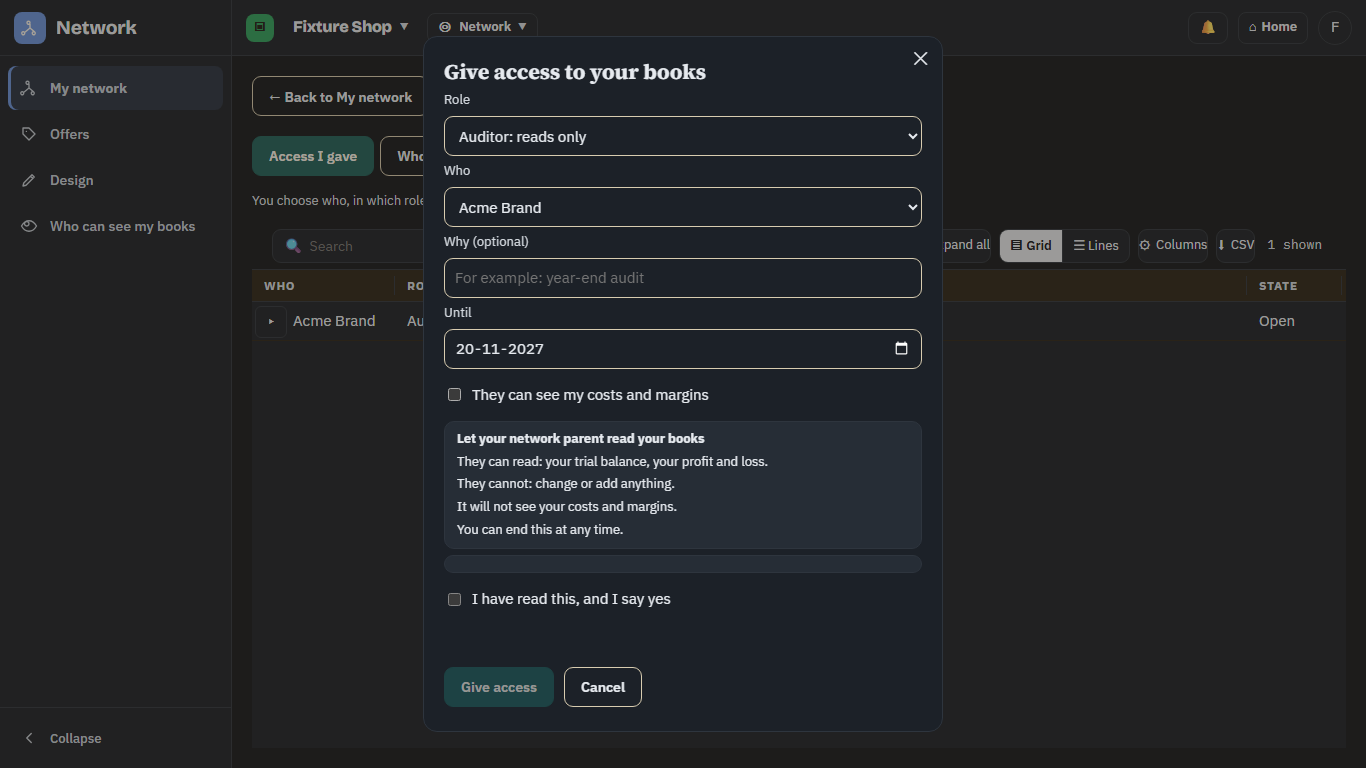 Network
Fixture Shop ▼
Network ▼
Home
F
My network
Offers
Design
Who can see my books
Collapse
← Back to My network
Access I gave
Who
You choose who, in which role
Search
pand all
Grid
Lines
Columns
CSV
1 shown
WHO
RO
STATE
Acme Brand
Au
Open
Give access to your books
Role
Auditor: reads only
Who
Acme Brand
Why (optional)
For example: year-end audit
Until
20-11-2027
They can see my costs and margins
Let your network parent read your books
They can read: your trial balance, your profit and loss.
They cannot: change or add anything.
It will not see your costs and margins.
You can end this at any time.
I have read this, and I say yes
Give access
Cancel